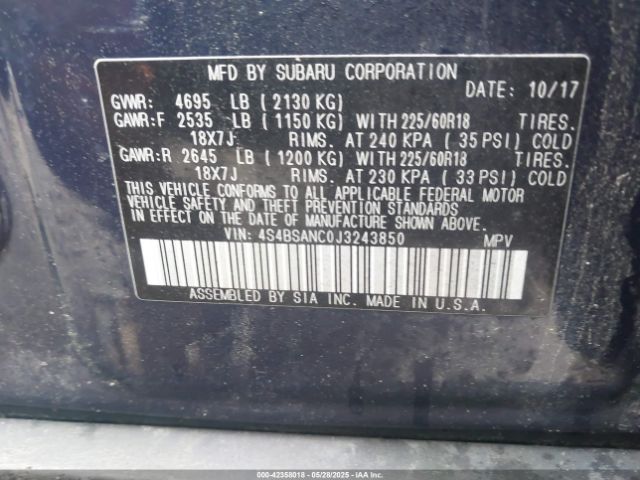 MFD BY SUBARU CORPORATION
DATE: 10/17
GVWR: 4695 LB (2130 KG)
GAWR:F 2535 LB (1150 KG) WITH 225/60R18 TIRES.
18X7J RIMS. AT 240 KPA (35 PSI) COLD
GAWR:R 2645 LB (1200 KG) WITH 225/60R18 TIRES.
18X7J RIMS. AT 230 KPA (33 PSI) COLD
THIS VEHICLE CONFORMS TO ALL APPLICABLE FEDERAL MOTOR
VEHICLE SAFETY AND THEFT PREVENTION STANDARDS
IN EFFECT ON THE DATE OF MANUFACTURE SHOWN ABOVE.
VIN: 4S4BSANC0J3243850 MPV
ASSEMBLED BY SIA INC. MADE IN U.S.A.
000-42358018 - 05/28/2025 - IAAI.COM